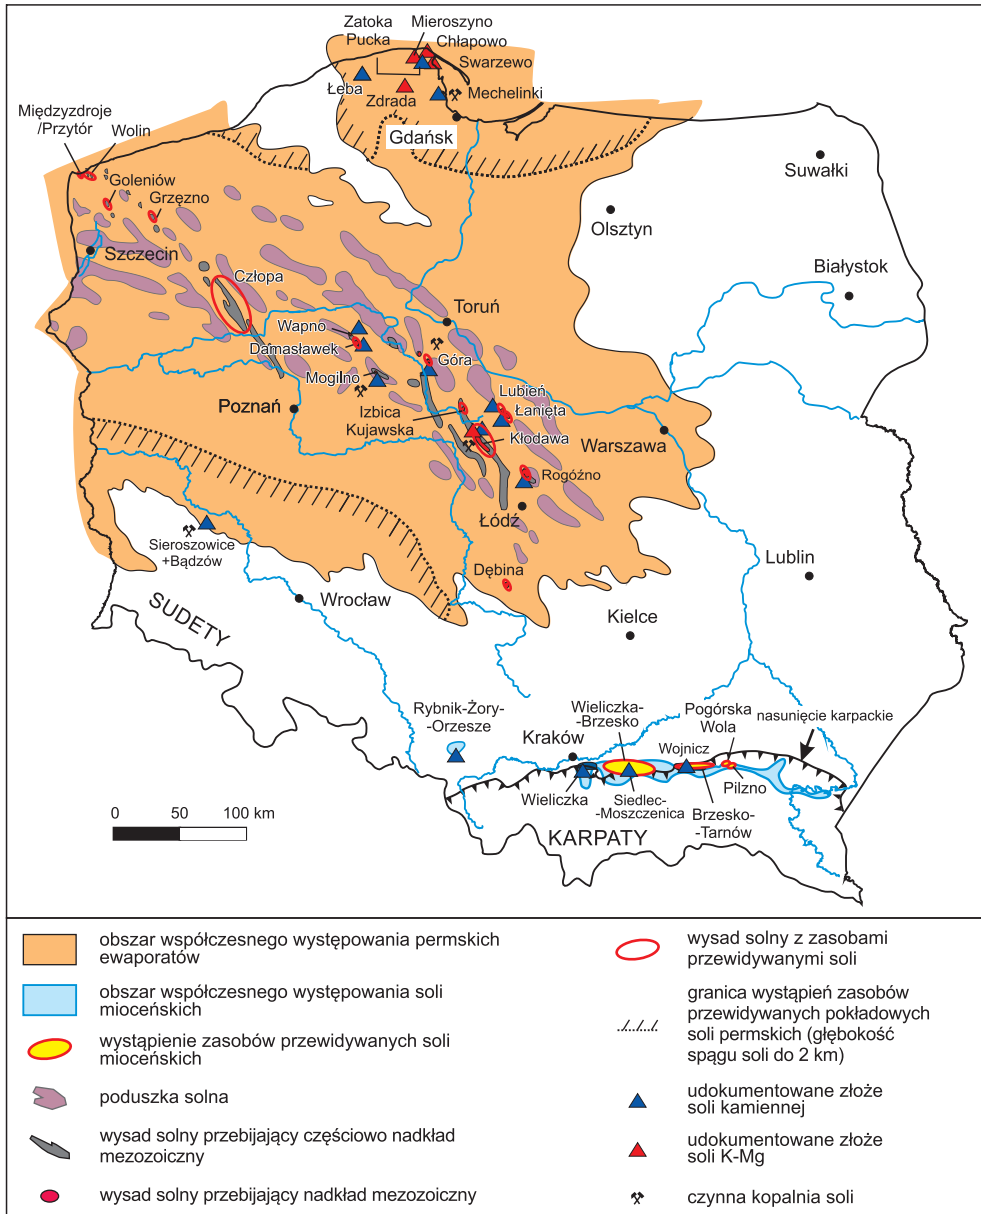 Zatoka
Pucka
Mieroszyno
Chłapowo
Swarzewo
Łeba
Zdrada
Mechelinki
Gdańsk
Międzyzdroje
/Przytór
Wolin
Goleniów
Grzęzno
Szczecin
Suwałki
Olsztyn
Białystok
Człopa
Toruń
Wapno
Damasławek
Góra
Mogilno
Lubień
Łanięta
Poznań
Izbica
Kujawska
Kłodawa
Warszawa
Rogóźno
Łódź
Sieroszowice
+Bądzów
Lublin
Dębina
Wrocław
SUDETY
Kielce
Rybnik-Żory-
-Orzesze
Wieliczka-
-Brzesko
Pogórska
Wola
nasunięcie karpackie
Kraków
Wojnicz
Wieliczka
Siedlec-
-Moszczenica
Pilzno
Brzesko-
-Tarnów
KARPATY
0 50 100 km
obszar współczesnego występowania permskich
ewaporatów
obszar współczesnego występowania soli
mioceńskich
wystąpienie zasobów przewidywanych soli
mioceńskich
poduszka solna
wysad solny przebijający częściowo nadkład
mezozoiczny
wysad solny przebijający nadkład mezozoiczny
wysad solny z zasobami
przewidywanymi soli
granica wystąpień zasobów
przewidywanych pokładowych
soli permskich (głębokość
spągu soli do 2 km)
udokumentowane złoże
soli kamiennej
udokumentowane złoże
soli K-Mg
czynna kopalnia soli